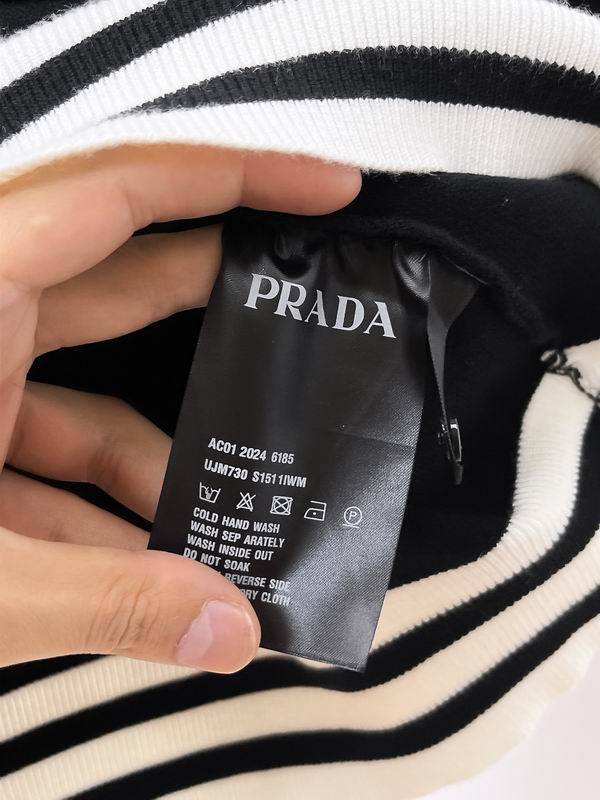 PRADA
AC01 2024 6185
UJM730 S1511IWM
P
COLD HAND WASH
WASH SEP ARATELY
WASH INSIDE OUT
DO NOT SOAK
REVERSE SIDE
CLOTH